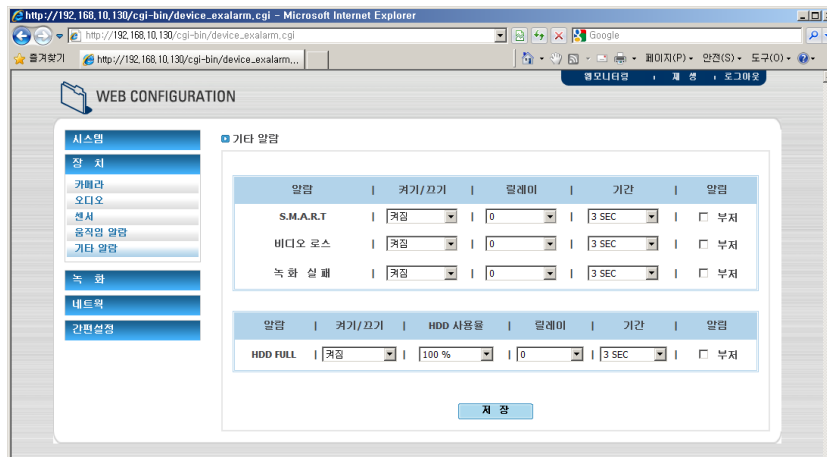 http://192.168.10.130/cgi-bin/device_exalarm.cgi - Microsoft Internet Explorer
http://192.168.10.130/cgi-bin/device_exalarm.cgi
Google
즐겨찾기 http://192.168.10.130/cgi-bin/device_exalarm,... 페이지(P) 안전(S) 도구(O)
웹모니터링 , 재 생 , 로그아웃
WEB CONFIGURATION
시스템
장 치
카메라
오디오
센서
움직임 알람
기타 알람
녹 화
네트웍
간편설정
기타 알람
알람 | 켜기/끄기 | 릴레이 | 기간 | 알림
S.M.A.R.T | 켜짐 | 0 | 3 SEC | 부저
비디오 로스 | 켜짐 | 0 | 3 SEC | 부저
녹화 실패 | 켜짐 | 0 | 3 SEC | 부저
알람 | 켜기/끄기 | HDD 사용율 | 릴레이 | 기간 | 알림
HDD FULL | 켜짐 | 100 % | 0 | 3 SEC | 부저
저 장